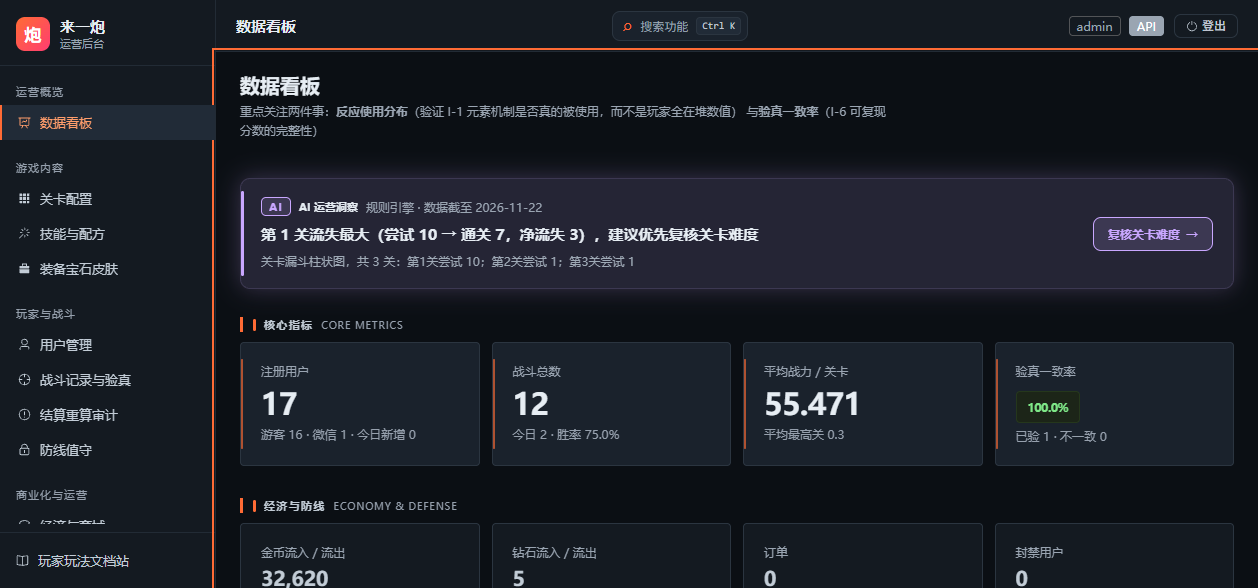 炮
来一炮
运营后台
数据看板
搜索功能 Ctrl K
admin
API
登出
运营概览
数据看板
游戏内容
关卡配置
技能与配方
装备宝石皮肤
玩家与战斗
用户管理
战斗记录与验真
结算重算审计
防线值守
商业化与运营
经济与商城
玩家玩法文档站
数据看板
重点关注两件事：反应使用分布（验证 I-1 元素机制是否真的被使用，而不是玩家全在堆数值） 与验真一致率（I-6 可复现
分数的完整性）
AI AI 运营洞察 规则引擎 · 数据截至 2026-11-22
第 1 关流失最大（尝试 10 → 通关 7，净流失 3），建议优先复核关卡难度
关卡漏斗柱状图，共 3 关：第1关尝试 10；第2关尝试 1；第3关尝试 1
复核关卡难度 →
核心指标 CORE METRICS
注册用户
17
游客 16 · 微信 1 · 今日新增 0
战斗总数
12
今日 2 · 胜率 75.0%
平均战力 / 关卡
55.471
平均最高关 0.3
验真一致率
100.0%
已验 1 · 不一致 0
经济与防线 ECONOMY & DEFENSE
金币流入 / 流出
32,620
钻石流入 / 流出
5
订单
0
封禁用户
0